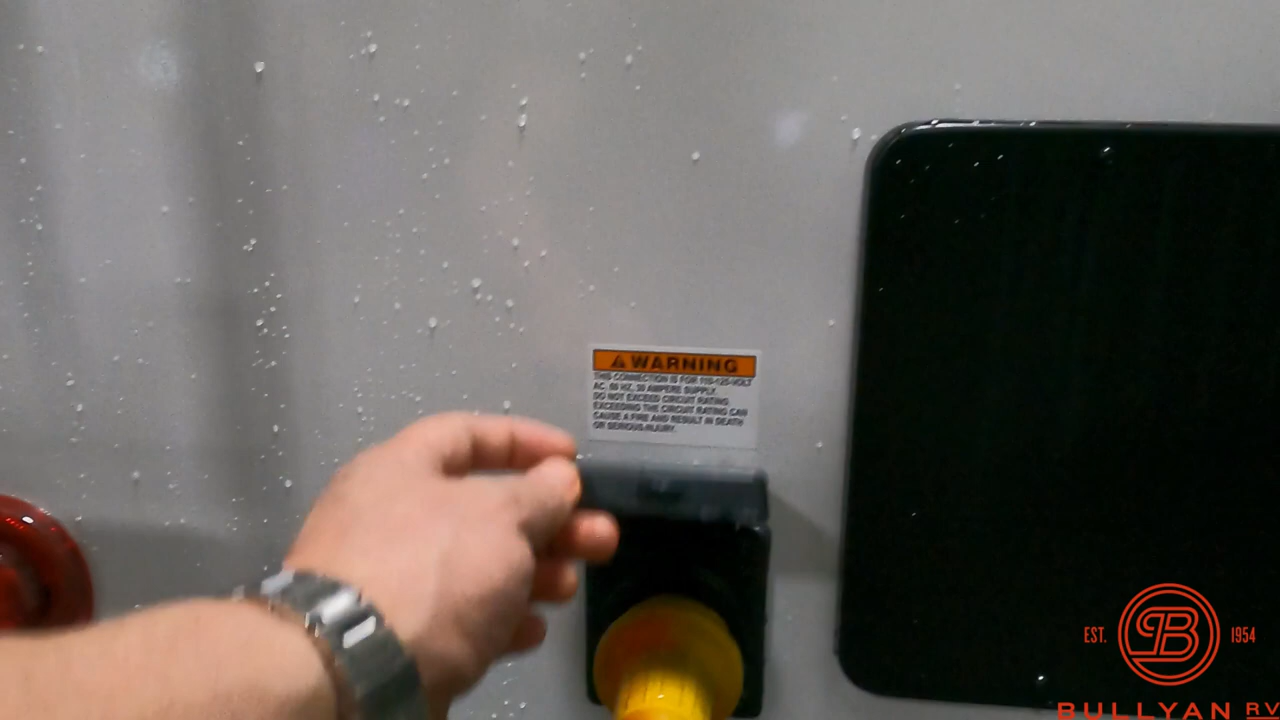 WARNING
THIS CONNECTION IS FOR 110-120-VOLT
AC, 60 HZ, 30 AMPERE SUPPLY.
DO NOT EXCEED CIRCUIT RATING.
EXCEEDING THE CIRCUIT RATING CAN
CAUSE A FIRE AND RESULT IN DEATH
OR SERIOUS INJURY.
EST. B 1954
BULLYAN RV